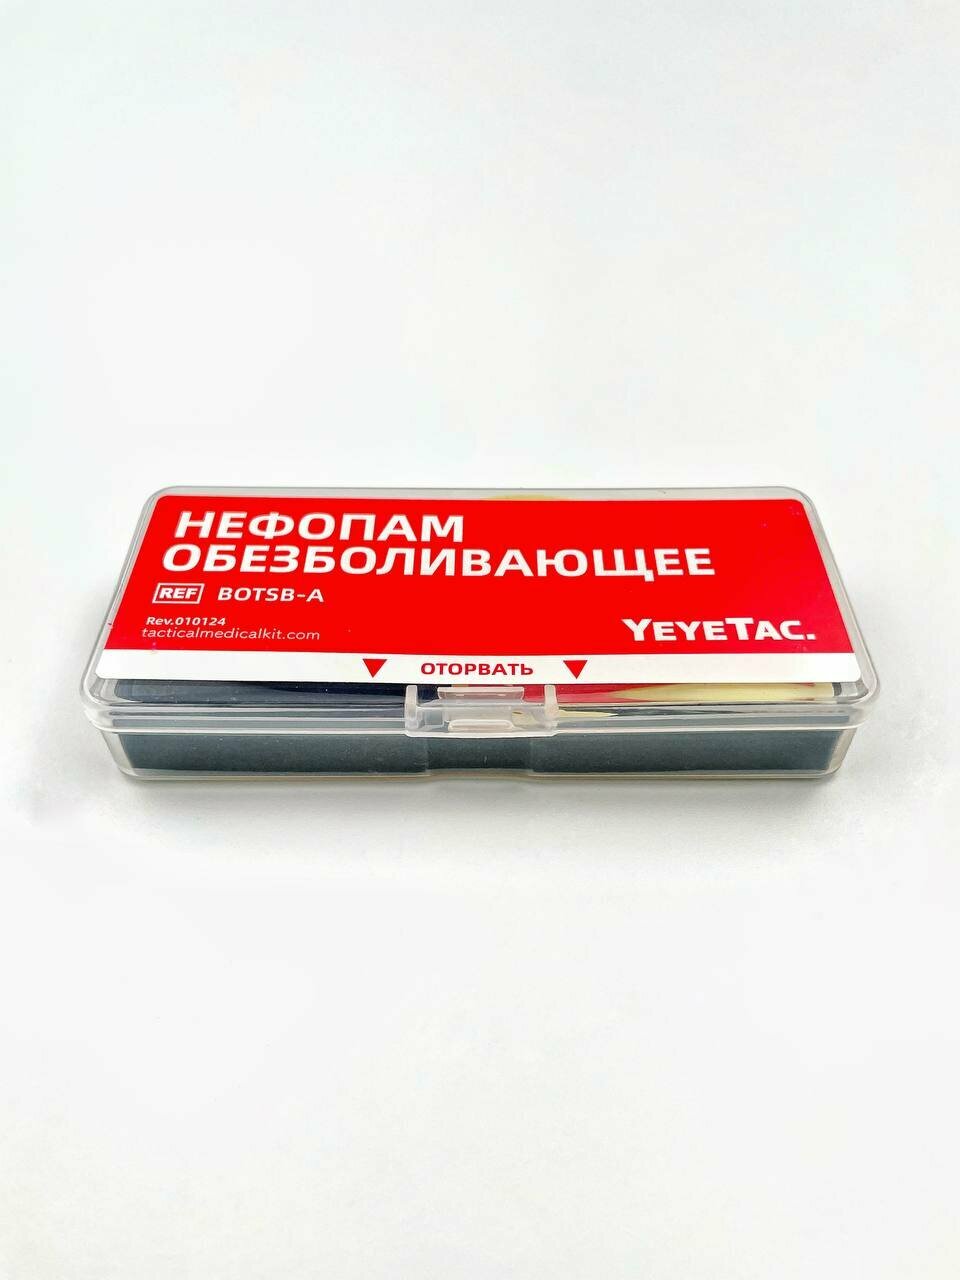 НЕФОПАМ
ОБЕЗБОЛИВАЮЩЕЕ
REF BOTSB-A
Rev.010124
tacticalmedicalkit.com
YEYETAC.
ОТОРВАТЬ